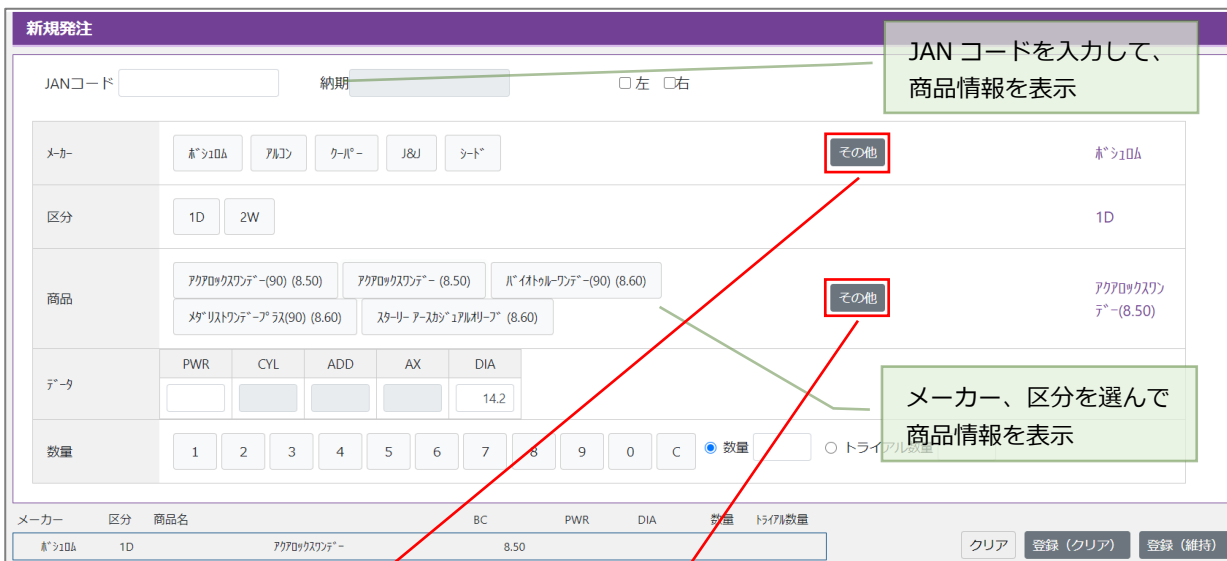 新規発注
JANコード 納期 □左 □右
JAN コードを入力して、
商品情報を表示
ﾒｰｶｰ ﾎﾞｼｭﾛﾑ ｱﾙｺﾝ ｸｰﾊﾟｰ J&J ｼｰﾄﾞ その他 ﾎﾞｼｭﾛﾑ
区分 1D 2W 1D
商品 ｱｸｱﾛｯｸｽﾜﾝﾃﾞｰ(90) (8.50) ｱｸｱﾛｯｸｽﾜﾝﾃﾞｰ (8.50) ﾊﾞｲｵﾄｩﾙｰﾜﾝﾃﾞｰ(90) (8.60) その他 ｱｸｱﾛｯｸｽﾜﾝ
ﾒﾀﾞﾘｽﾄﾜﾝﾃﾞｰﾌﾟﾗｽ(90) (8.60) ｽﾀｰﾘｰ ｱｰｽｶｼﾞｭｱﾙｵﾘｰﾌﾞ (8.60) ﾃﾞｰ(8.50)
ﾃﾞｰﾀ PWR CYL ADD AX DIA
14.2
メーカー、区分を選んで
商品情報を表示
数量 1 2 3 4 5 6 7 8 9 0 C 数量 トライアル数量
メーカー 区分 商品名 BC PWR DIA 数量 ﾄﾗｲｱﾙ数量
ﾎﾞｼｭﾛﾑ 1D ｱｸｱﾛｯｸｽﾜﾝﾃﾞｰ 8.50 クリア 登録（クリア） 登録（維持）